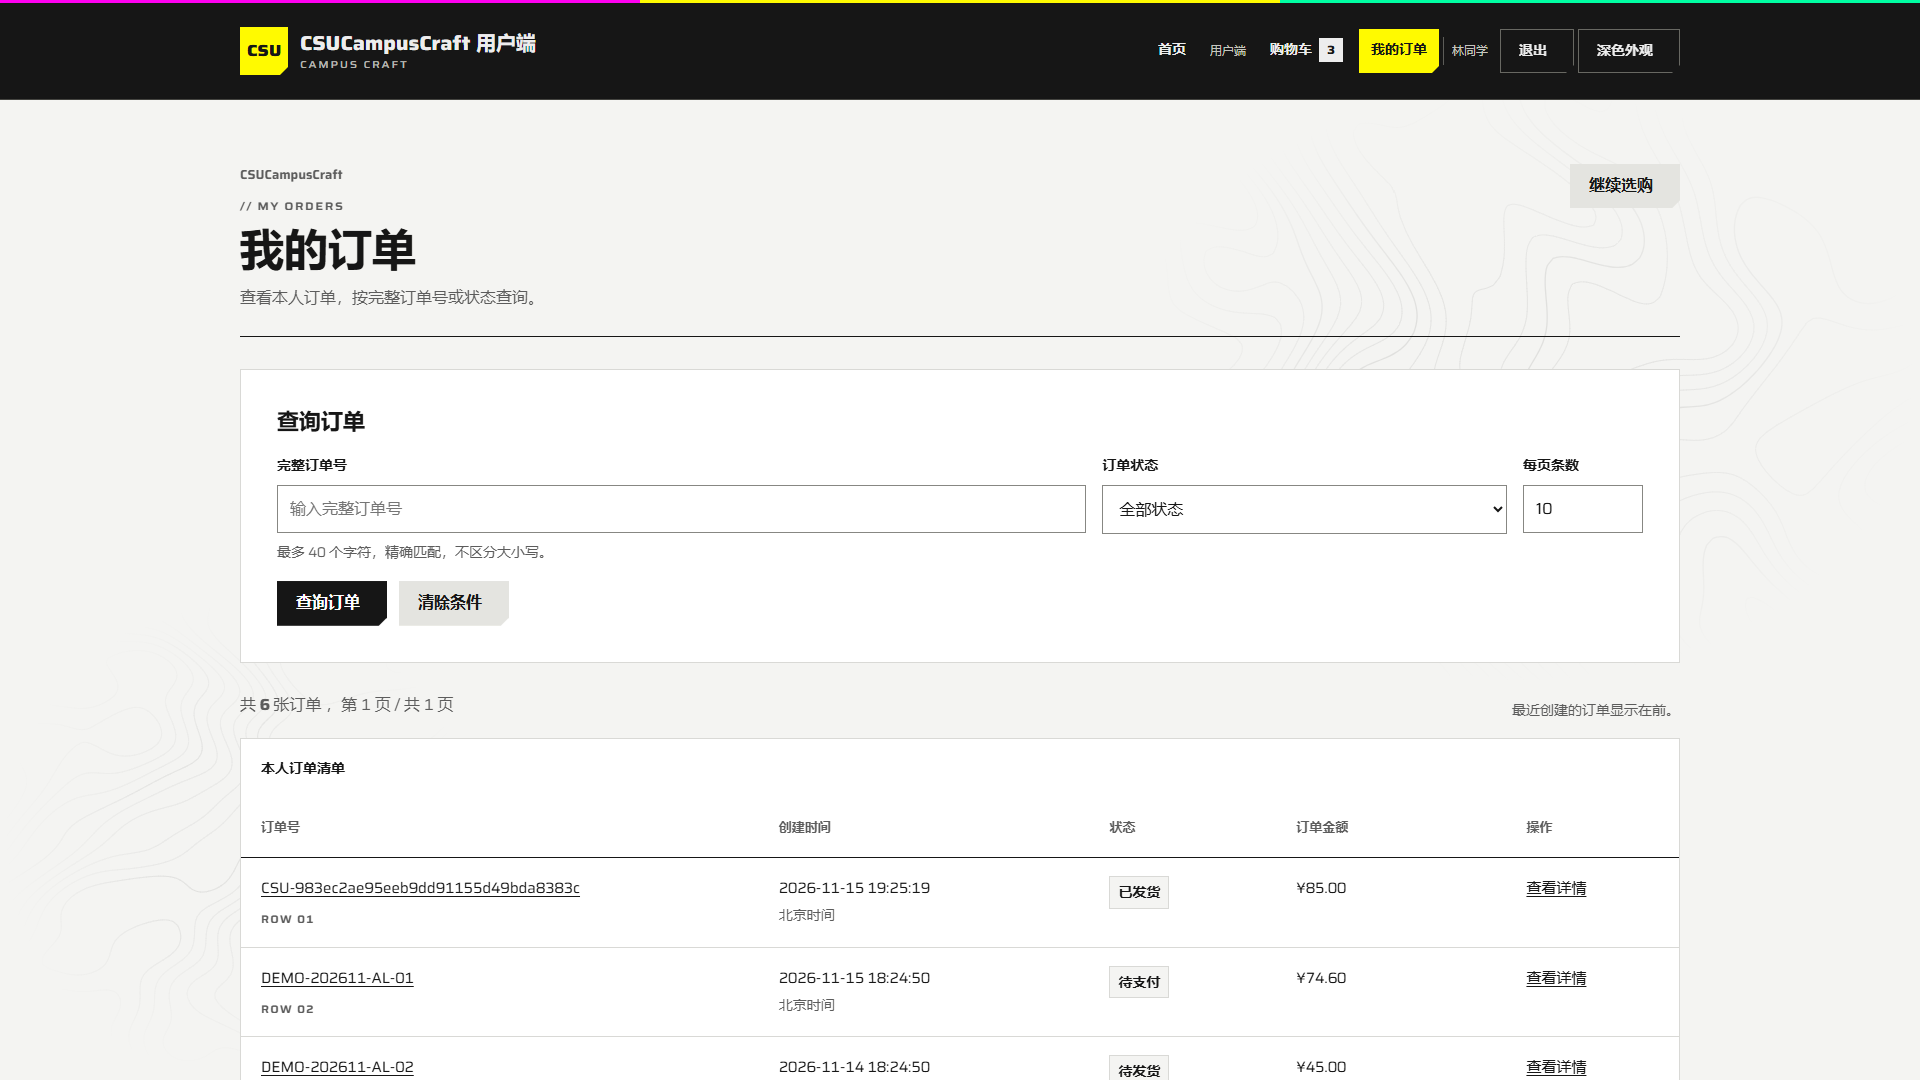 CSU
CSUCampusCraft 用户端
CAMPUS CRAFT
首页 用户端 购物车 3 我的订单 林同学 退出 深色外观
CSUCampusCraft
// MY ORDERS
我的订单
查看本人订单，按完整订单号或状态查询。
继续选购
查询订单
完整订单号 订单状态 每页条数
输入完整订单号 全部状态 10
最多 40 个字符，精确匹配，不区分大小写。
查询订单 清除条件
共 6 张订单 ，第 1 页 / 共 1 页
最近创建的订单显示在前。
本人订单清单
订单号 创建时间 状态 订单金额 操作
CSU-983ec2ae95eeb9dd91155d49bda8383c 2026-11-15 19:25:19 已发货 ¥85.00 查看详情
ROW 01 北京时间
DEMO-202611-AL-01 2026-11-15 18:24:50 待支付 ¥74.60 查看详情
ROW 02 北京时间
DEMO-202611-AL-02 2026-11-14 18:24:50 待发货 ¥45.00 查看详情